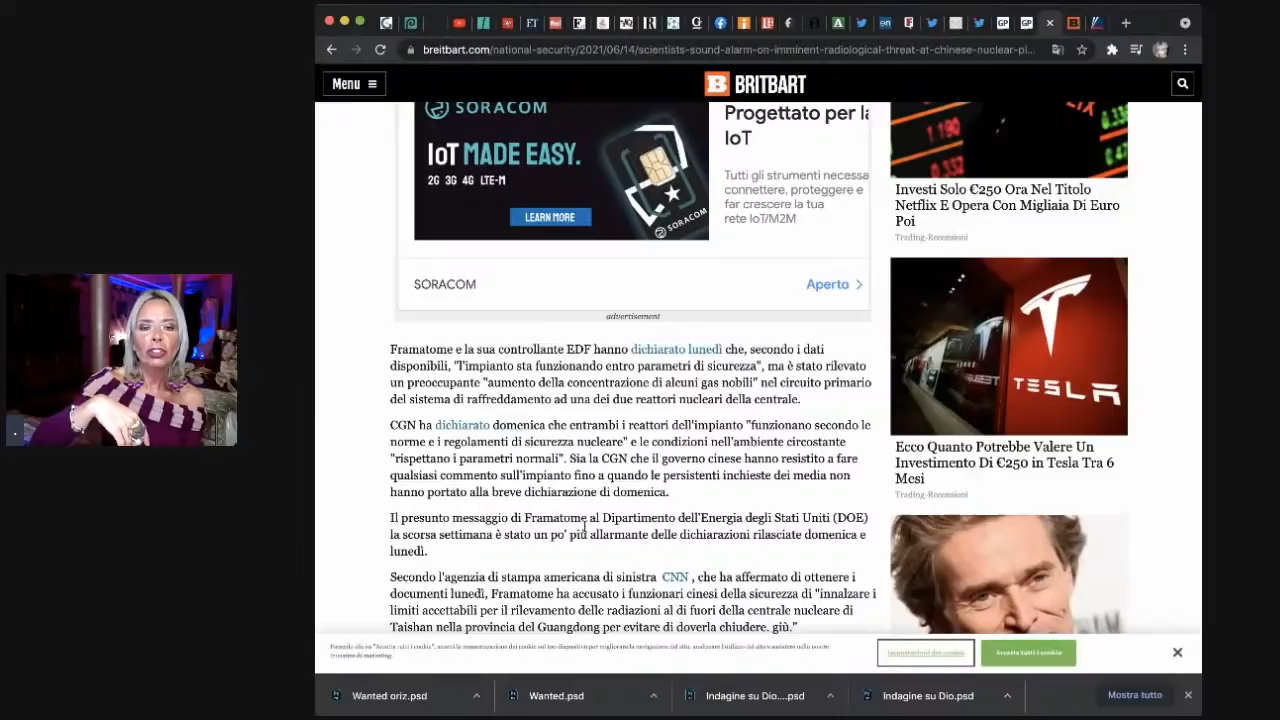 breitbart.com/national-security/2021/06/14/scientists-sound-alarm-on-imminent-radiological-threat-at-chinese-nuclear-pl...
Menu
BRITBART
SORACOM
IoT MADE EASY.
2G 3G 4G LTE-M
LEARN MORE
SORACOM
Progettato per la
IoT
Tutti gli strumenti necessa
connettere, proteggere e
far crescere la tua
rete IoT/M2M
SORACOM
Aperto
advertisement
Framatome e la sua controllante EDF hanno dichiarato lunedì che, secondo i dati
disponibili, "l'impianto sta funzionando entro parametri di sicurezza", ma è stato rilevato
un preoccupante "aumento della concentrazione di alcuni gas nobili" nel circuito primario
del sistema di raffreddamento ad una dei due reattori nucleari della centrale.
CGN ha dichiarato domenica che entrambi i reattori dell'impianto "funzionano secondo le
norme e i regolamenti di sicurezza nucleare" e le condizioni nell'ambiente circostante
"rispettano i parametri normali". Sia la CGN che il governo cinese hanno resistito a fare
qualsiasi commento sull'impianto fino a quando le persistenti inchieste dei media non
hanno portato alla breve dichiarazione di domenica.
Il presunto messaggio di Framatome al Dipartimento dell'Energia degli Stati Uniti (DOE)
la scorsa settimana è stato un po' più allarmante delle dichiarazioni rilasciate domenica e
lunedì.
Secondo l'agenzia di stampa americana di sinistra CNN , che ha affermato di ottenere i
documenti lunedì, Framatome ha accusato i funzionari cinesi della sicurezza di "innalzare i
limiti accettabili per il rilevamento delle radiazioni al di fuori della centrale nucleare di
Taishan nella provincia del Guangdong per evitare di doverla chiudere. giù."
1.190
0.332
Investi Solo €250 Ora Nel Titolo
Netflix E Opera Con Migliaia Di Euro
Poi
Trading-Recensioni
TESLA
Ecco Quanto Potrebbe Valere Un
Investimento Di €250 in Tesla Tra 6
Mesi
Trading-Recensioni
Impostazioni dei cookie
Accetta tutti i cookie
Wanted oriz.psd
Wanted.psd
Indagine su Dio....psd
Indagine su Dio.psd
Mostra tutto